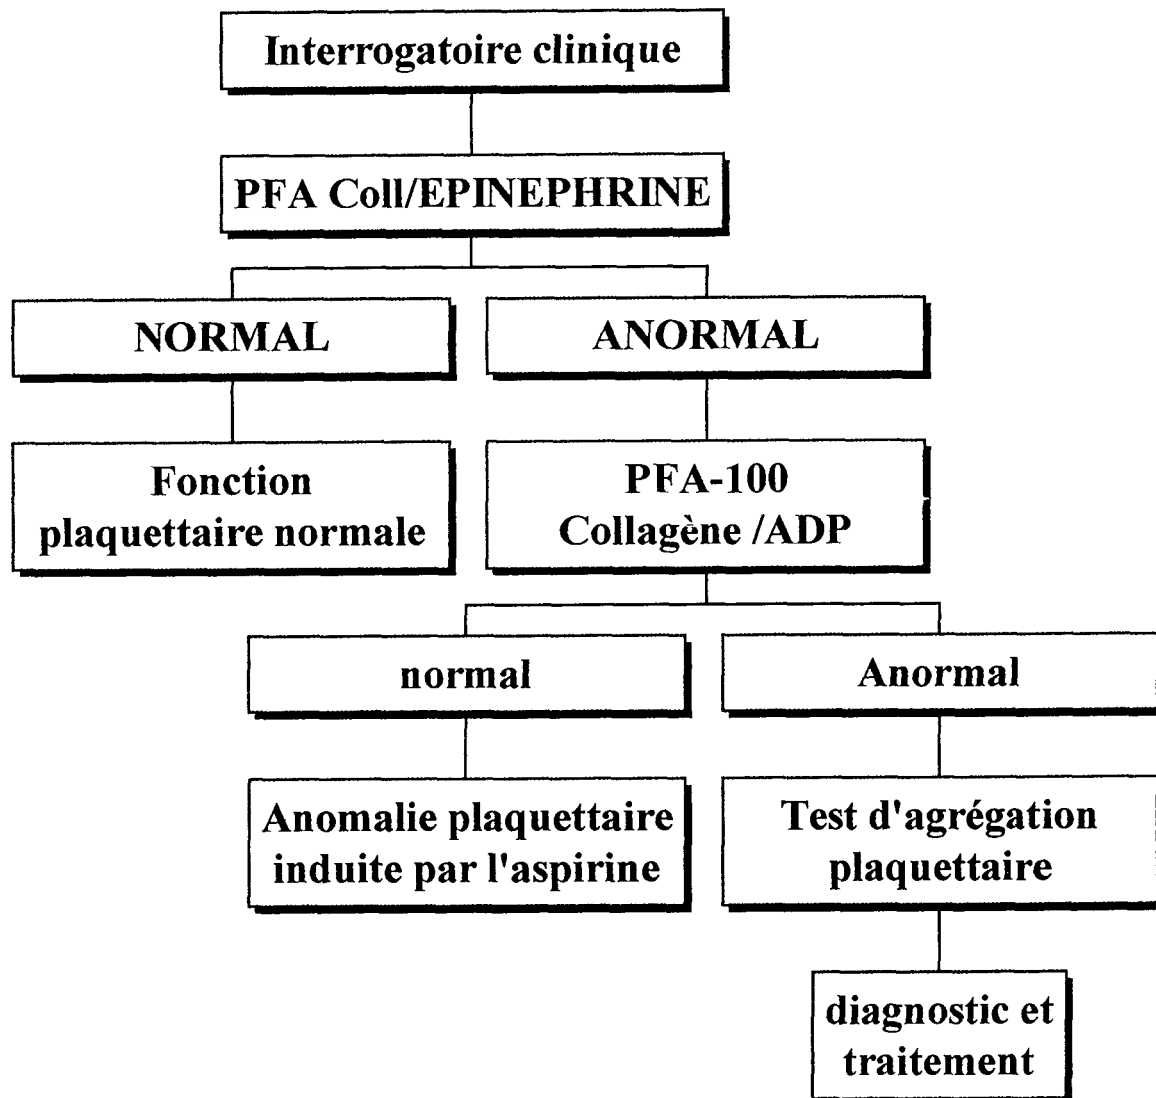 Interrogatoire clinique
PFA Coll/EPINEPHRINE
NORMAL
ANORMAL
Fonction
plaquettaire normale
PFA-100
Collagène /ADP
normal
Anormal
Anomalie plaquettaire
induite par l'aspirine
Test d'agrégation
plaquettaire
diagnostic et
traitement